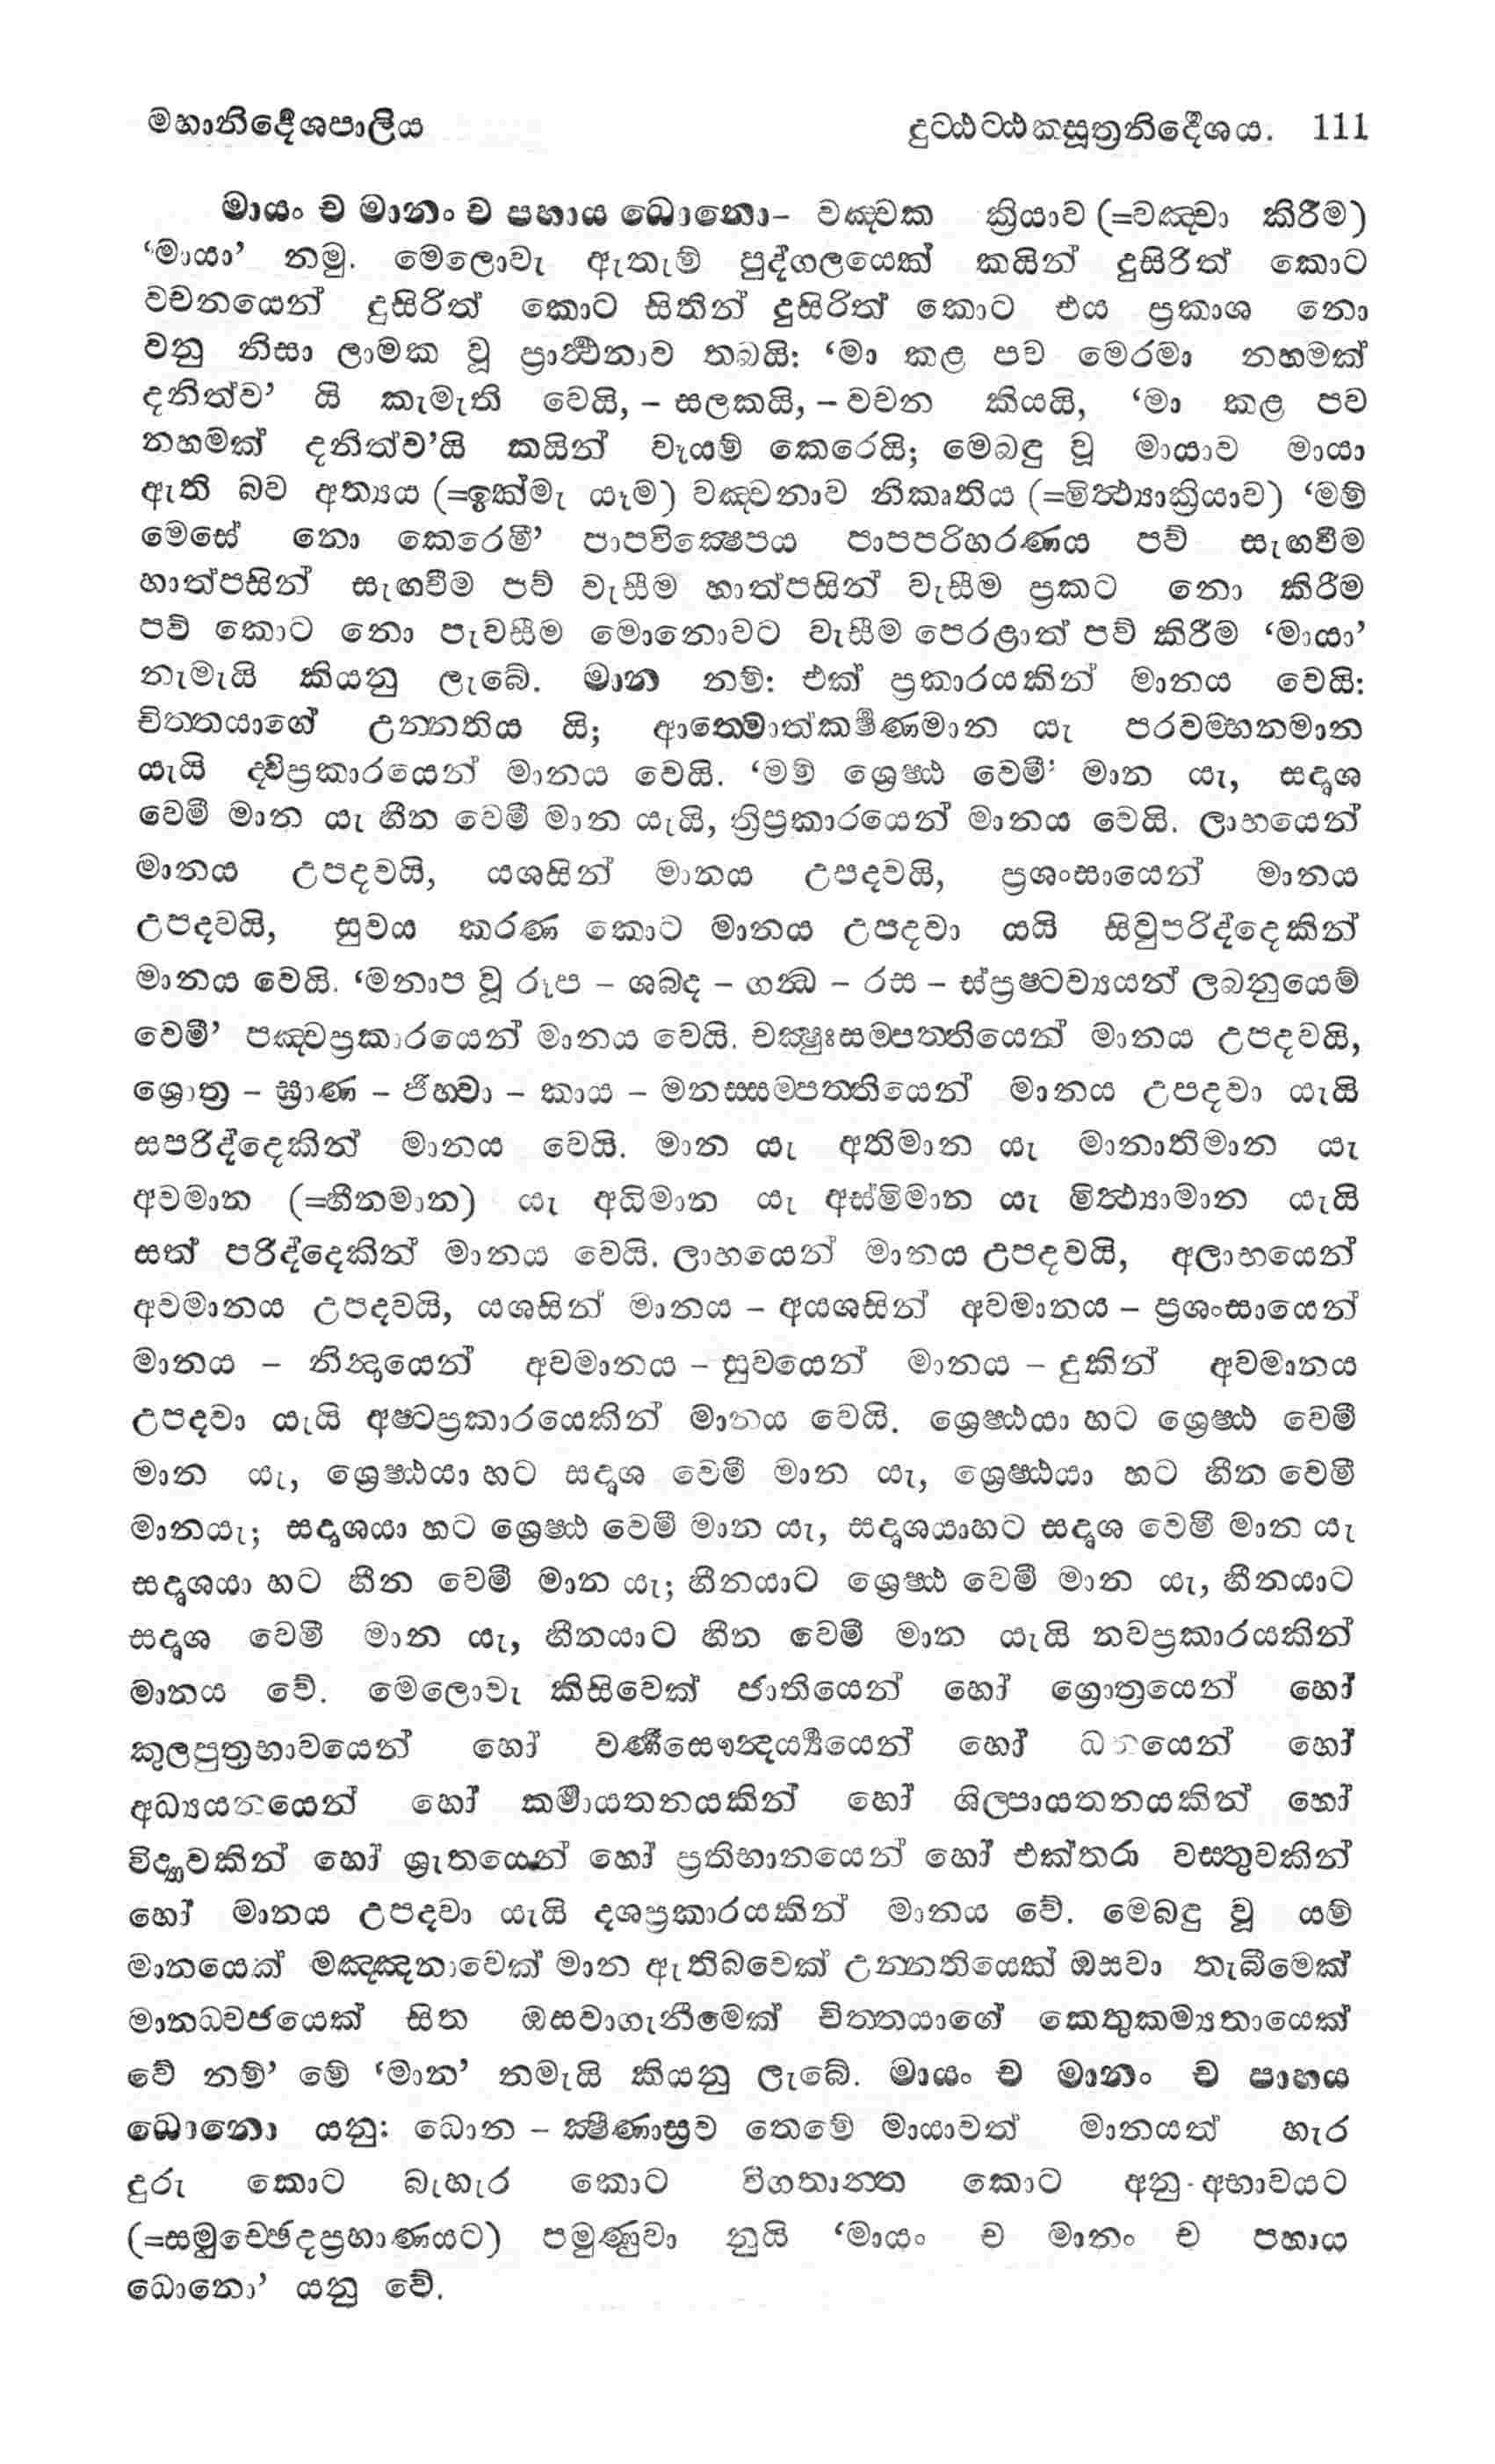 මහානිර්‍දෙශපාලිය දුට්ඨට්ඨකසූත්‍රනිර්‍දෙශය. 111
මායං ච මානං ච පහාය ධොනො– වඤ්චක ක්‍රියාව (=වඤ්චා කිරීම)
‘මායා’ නමු. මෙලොවැ ඇතැම් පුද්ගලයෙක් කයින් දුසිරිත් කොට
වචනයෙන් දුසිරිත් කොට සිතින් දුසිරිත් කොට එය ප්‍රකාශ නො
වනු නිසා ලාමක වූ ප්‍රාර්‍ථනාව තබයි: ‘මා කළ පව මෙරමා නහමක්
දනිත්ව’ යි කැමැති වෙයි, – සලකයි, – වචන කියයි, ‘මා කළ පව
නහමක් දනිත්ව’යි කයින් වෑයම් කෙරෙයි; මෙබඳු වූ මායාව මායා
ඇති බව අත්‍යය (=ඉක්මැ යෑම) වඤ්චනාව නිකෘතිය (=මිථ්‍යාක්‍රියාව) ‘මම්
මෙසේ නො කෙරෙමී’ පාපවික්‍ෂෙපය පාපපරිහරණය පව් සැඟවීම
හාත්පසින් සැඟවීම පව් වැසීම හාත්පසින් වැසීම ප්‍රකට නො කිරීම
පව් කොට නො පැවසීම මොනොවට වැසීම පෙරළාත් පව් කිරීම ‘මායා’
නැමැයි කියනු ලැබේ. මාන නම්: එක් ප්‍රකාරයකින් මානය වෙයි:
චිත්තයාගේ උන්නතිය යි; ආත්මොත්කර්‍ෂණමාන යැ පරවම්භනමාන
යැයි ද්විප්‍රකාරයෙන් මානය වෙයි. ‘මම් ශ්‍රෙෂ්ඨ වෙමී’ මාන යැ, සදෘශ
වෙමී මාන යැ හීන වෙමී මාන යැයි, ත්‍රිප්‍රකාරයෙන් මානය වෙයි. ලාභයෙන්
මානය උපදවයි, යශසින් මානය උපදවයි, ප්‍රශංසායෙන් මානය
උපදවයි, සුවය කරණ කොට මානය උපදවා යයි සිවුපරිද්දෙකින්
මානය වෙයි. ‘මනාප වූ රූප – ශබ්ද – ගන්‍ධ – රස – ස්ප්‍රෂ්ටව්‍යයන් ලබනුයෙම්
වෙමී’ පඤ්චප්‍රකාරයෙන් මානය වෙයි. චක්‍ෂුඃසම්පත්තියෙන් මානය උපදවයි,
ශ්‍රොත්‍ර – ඝ්‍රාණ – ජිහ්වා – කාය – මනස්සම්පත්තියෙන් මානය උපදවා යැයි
සපරිද්දෙකින් මානය වෙයි. මාන යැ අතිමාන යැ මානාතිමාන යැ
අවමාන (=හීනමාන) යැ අධිමාන යැ අස්මිමාන යැ මිථ්‍යාමාන යැයි
සත් පරිද්දෙකින් මානය වෙයි. ලාභයෙන් මානය උපදවයි, අලාභයෙන්
අවමානය උපදවයි, යශසින් මානය – අයශසින් අවමානය – ප්‍රශංසායෙන්
මානය – නින්‍දායෙන් අවමානය – සුවයෙන් මානය – දුකින් අවමානය
උපදවා යැයි අෂ්ටප්‍රකාරයෙකින් මානය වෙයි. ශ්‍රෙෂ්ඨයා හට ශ්‍රෙෂ්ඨ වෙමී
මාන යැ, ශ්‍රෙෂ්ඨයා හට සදෘශ වෙමී මාන යැ, ශ්‍රෙෂ්ඨයා හට හීන වෙමී
මානයැ; සදෘශයා හට ශ්‍රෙෂ්ඨ වෙමී මාන යැ, සදෘශයාහට සදෘශ වෙමී මාන යැ
සදෘශයා හට හීන වෙමී මාන යැ; හීනයාට ශ්‍රෙෂ්ඨ වෙමී මාන යැ, හීනයාට
සදෘශ වෙමී මාන යැ, හීනයාට හීන වෙමී මාන යැයි නවප්‍රකාරයකින්
මානය වේ. මෙලොවැ කිසිවෙක් ජාතියෙන් හෝ ග්‍රොත්‍රයෙන් හෝ
කුලපුත්‍රභාවයෙන් හෝ වර්‍ණසෞන්‍දර්‍ය්‍යයෙන් හෝ ධනයෙන් හෝ
අධ්‍යයනයෙන් හෝ කර්‍මායතනයකින් හෝ ශිල්පායතනයකින් හෝ
විද්‍යාවකින් හෝ ශ්‍රැතයෙන් හෝ ප්‍රතිභානයෙන් හෝ එක්තරා වස්තුවකින්
හෝ මානය උපදවා යැයි දශප්‍රකාරයකින් මානය වේ. මෙබඳු වූ යම්
මානයෙක් මඤ්ඤනාවෙක් මාන ඇතිබවෙක් උන්නතියෙක් ඔසවා තැබීමෙක්
මානධ්වජයෙක් සිත ඔසවාගැනීමෙක් චිත්තයාගේ කෙතුකම්‍යතායෙක්
වේ නම්’ මේ ‘මාන’ නමැයි කියනු ලැබේ. මායං ච මානං ච පාහය
ධොනො යනු: ධොන – ක්‍ෂීණාස්‍රව තෙමේ මායාවත් මානයත් හැර
දුරු කොට බැහැර කොට විගතාන්ත කොට අනු-අභාවයට
(=සමුච්ඡේදප්‍රහාණයට) පමුණුවා නුයි ‘මායං ච මානං ච පහාය
ධොනො’ යනු වේ.